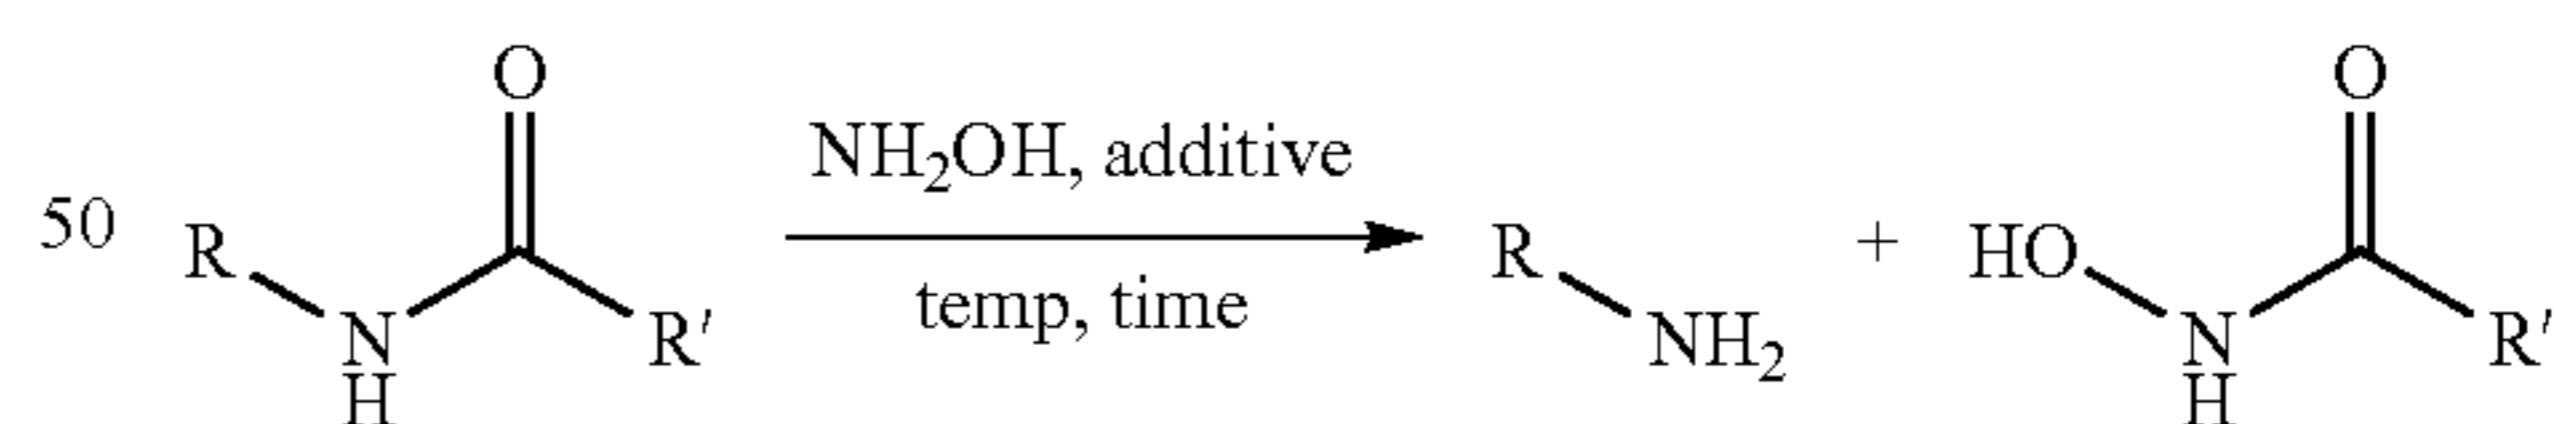 O O
NH2OH, additive
50 R N H R' R NH2 + HO N H R'
temp, time